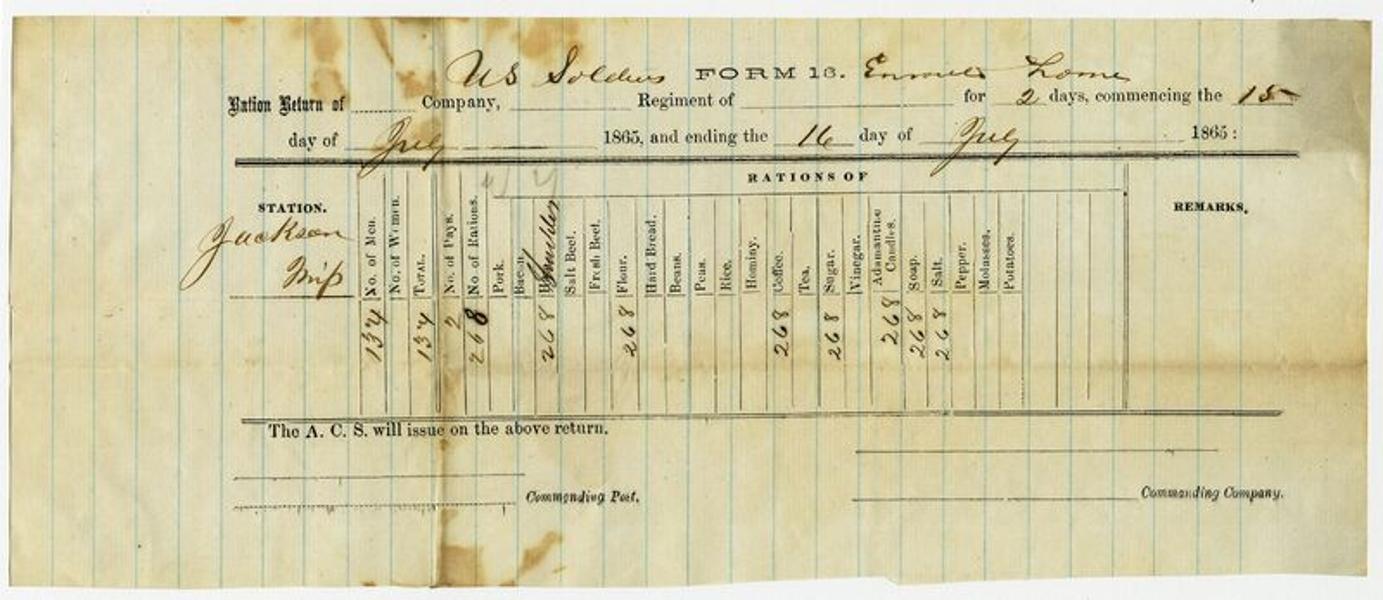 US Soldiers FORM 13. Enroute home
Ration Return of Company, Regiment of for 2 days, commencing the 15
day of July 1865, and ending the 16 day of July 1865:
RATIONS OF
STATION. No. of Men. No. of Women. TOTAL. No. of Days. No. of Rations. Pork. Bacon. Shoulder Salt Beef. Fresh Beef. Flour. Hard Bread. Beans. Peas. Rice. Hominy. Coffee. Tea. Sugar. Vinegar. Adamantine Candles. Soap. Salt. Pepper. Molasses. Potatoes. REMARKS.
Jackson
Miss
134 134 2 268 268 268 268 268 268 268 268
The A. C. S. will issue on the above return.
Commanding Post. Commanding Company.